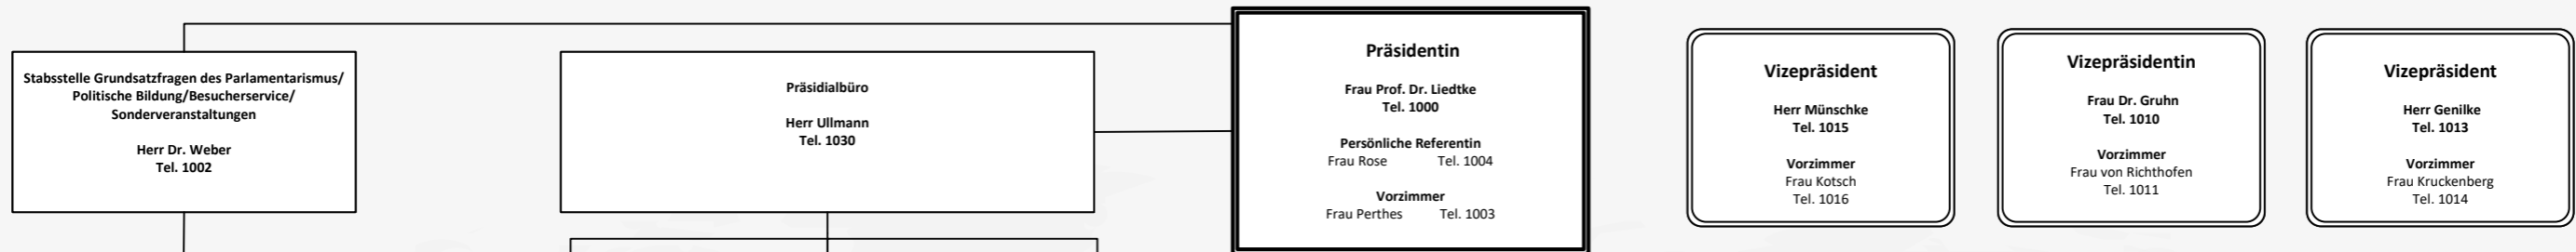 Stabsstelle Grundsatzfragen des Parlamentarismus/
Politische Bildung/Besucherservice/
Sonderveranstaltungen
Herr Dr. Weber
Tel. 1002
Präsidialbüro
Herr Ullmann
Tel. 1030
Präsidentin
Frau Prof. Dr. Liedtke
Tel. 1000
Persönliche Referentin
Frau Rose Tel. 1004
Vorzimmer
Frau Perthes Tel. 1003
Vizepräsident
Herr Münschke
Tel. 1015
Vorzimmer
Frau Kotsch
Tel. 1016
Vizepräsidentin
Frau Dr. Gruhn
Tel. 1010
Vorzimmer
Frau von Richthofen
Tel. 1011
Vizepräsident
Herr Genilke
Tel. 1013
Vorzimmer
Frau Kruckenberg
Tel. 1014